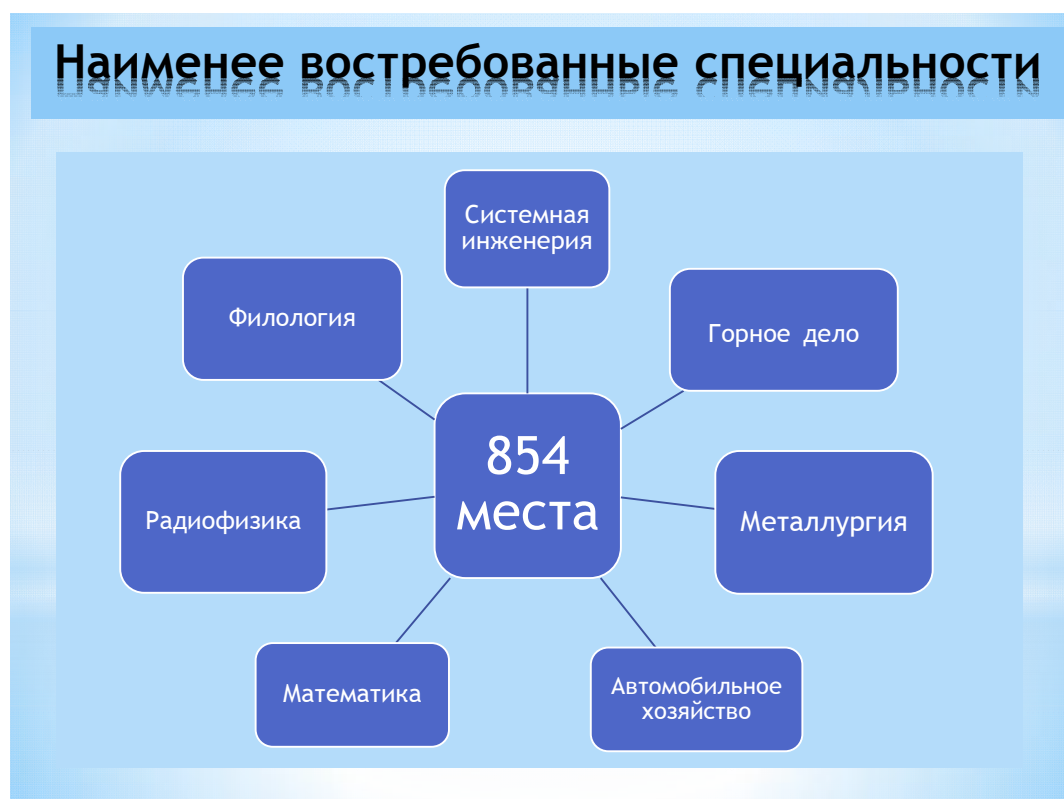 Наименее востребованные специальности
Системная
инженерия
Филология
Горное дело
854
места
Радиофизика
Металлургия
Математика
Автомобильное
хозяйство